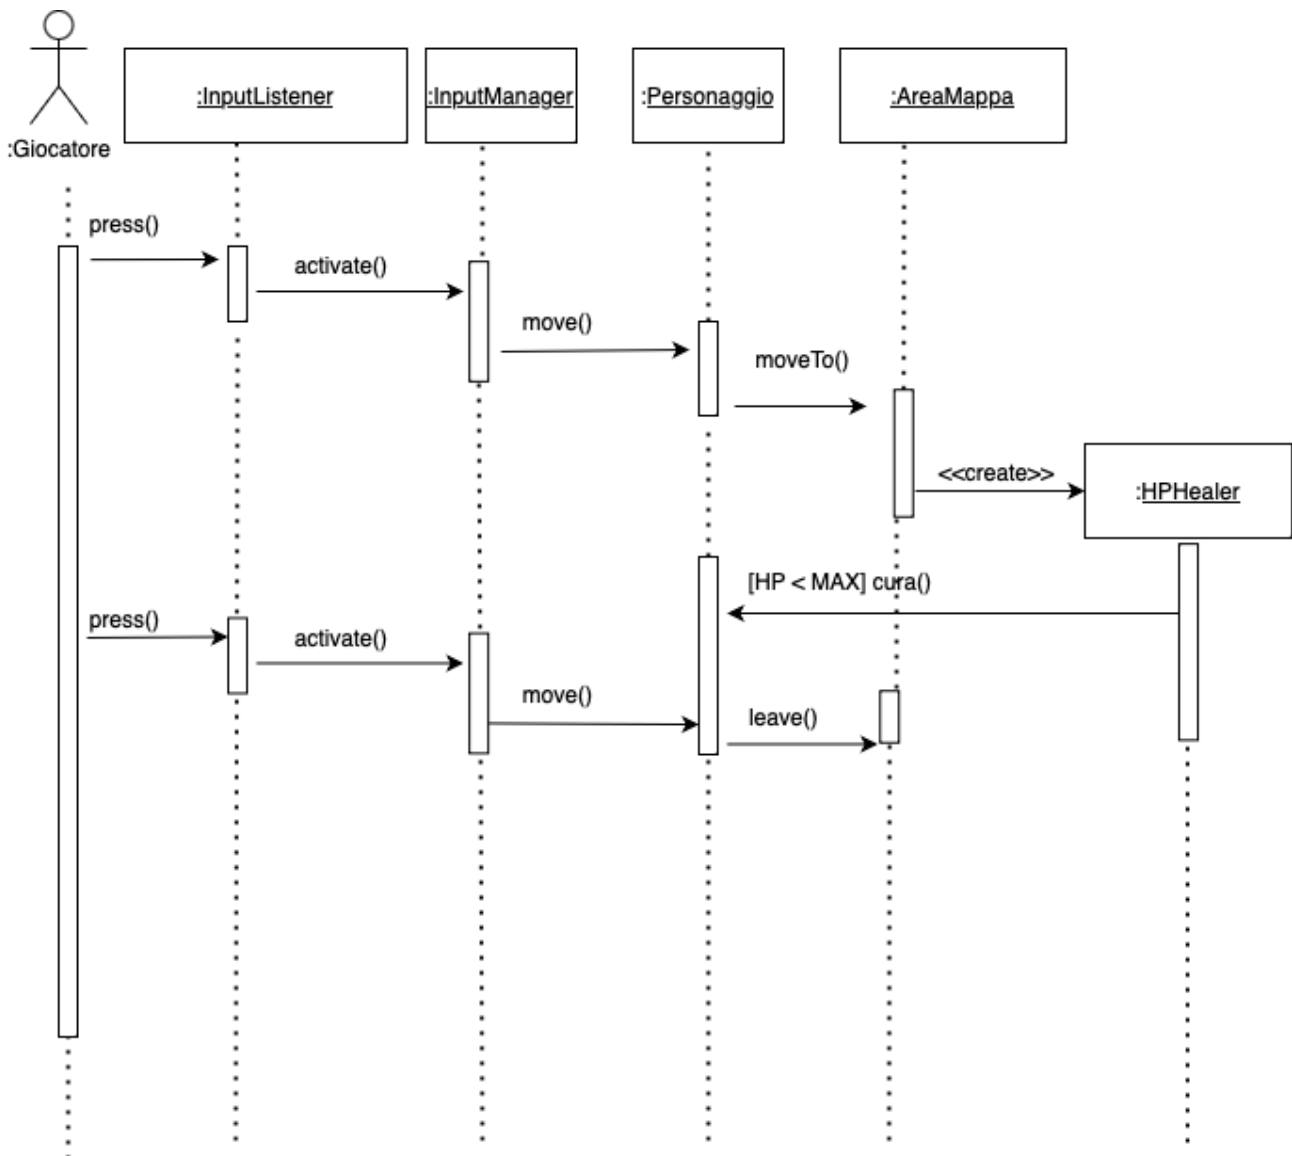 :Giocatore
:InputListener
:InputManager
:Personaggio
:AreaMappa
press()
activate()
move()
moveTo()
<<create>>
:HPHealer
[HP < MAX] cura()
press()
activate()
move()
leave()